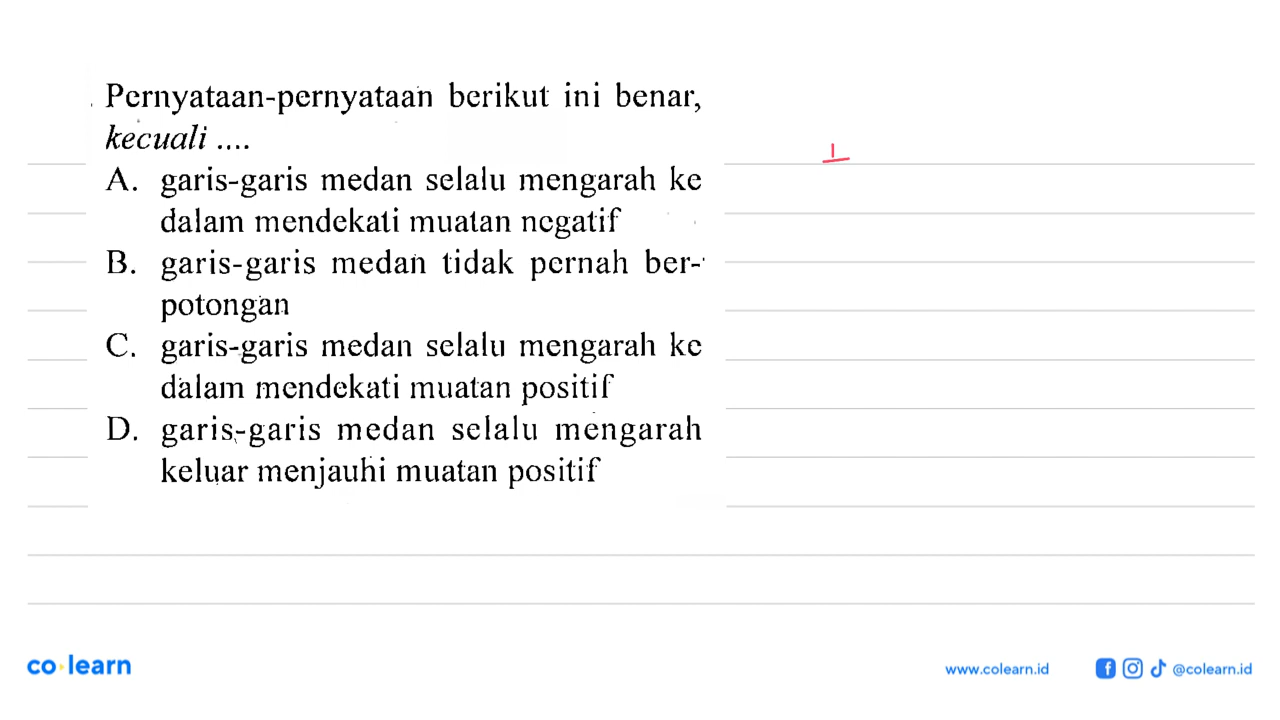 Pernyataan-pernyataan berikut ini benar,
kecuali ....
A. garis-garis medan selalu mengarah ke
dalam mendekati muatan negatif
B. garis-garis medan tidak pernah ber-
potongan
C. garis-garis medan selalu mengarah ke
dalam mendekati muatan positif
D. garis-garis medan selalu mengarah
keluar menjauhi muatan positif
co learn
www.colearn.id
@colearn.id